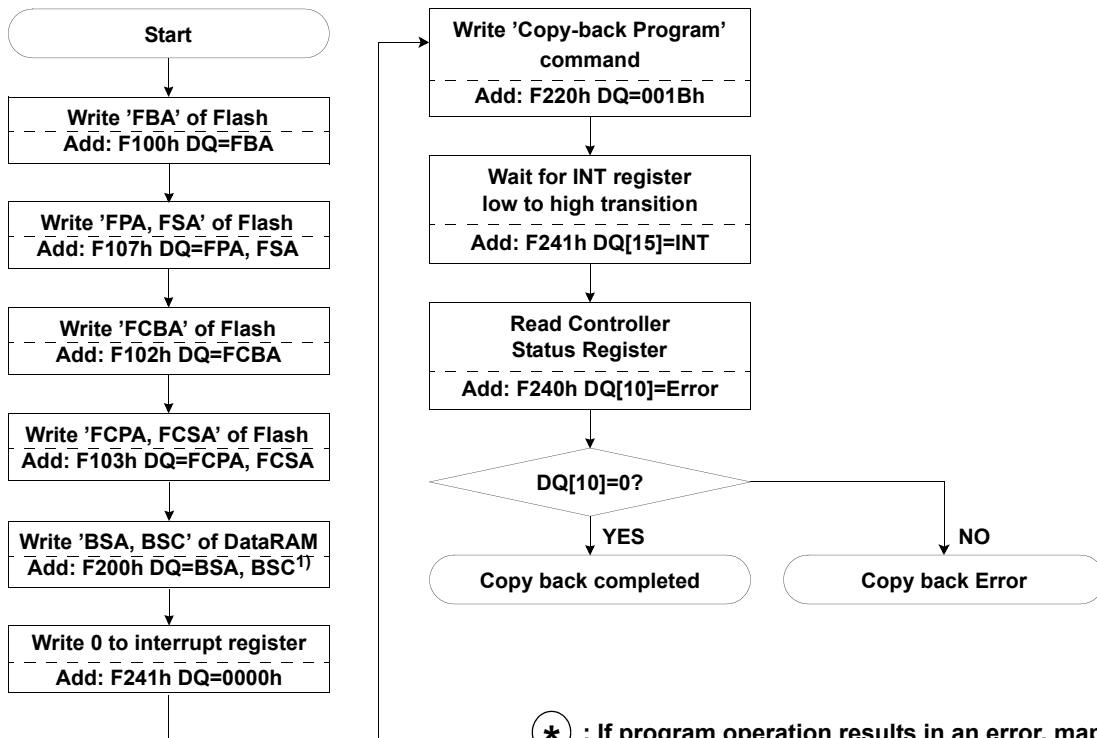 Start
Write 'FBA' of Flash
Add: F100h DQ=FBA
Write 'FPA, FSA' of Flash
Add: F107h DQ=FPA, FSA
Write 'FCBA' of Flash
Add: F102h DQ=FCBA
Write 'FCPA, FCSA' of Flash
Add: F103h DQ=FCPA, FCSA
Write 'BSA, BSC' of DataRAM
Add: F200h DQ=BSA, BSC1)
Write 0 to interrupt register
Add: F241h DQ=0000h
Write 'Copy-back Program'
command
Add: F220h DQ=001Bh
Wait for INT register
low to high transition
Add: F241h DQ[15]=INT
Read Controller
Status Register
Add: F240h DQ[10]=Error
DQ[10]=0?
YES
NO
Copy back completed
Copy back Error
* : If program operation results in an error, map